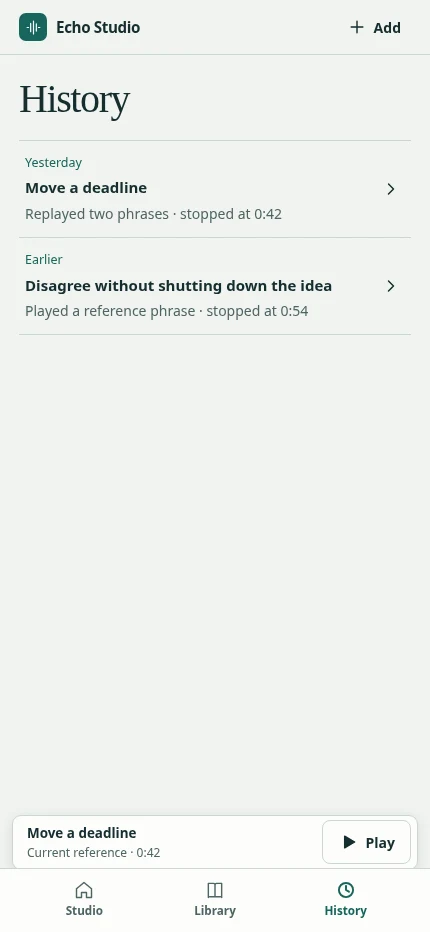 Echo Studio
Add
History
Yesterday
Move a deadline
Replayed two phrases · stopped at 0:42
Earlier
Disagree without shutting down the idea
Played a reference phrase · stopped at 0:54
Move a deadline
Current reference · 0:42
Play
Studio
Library
History